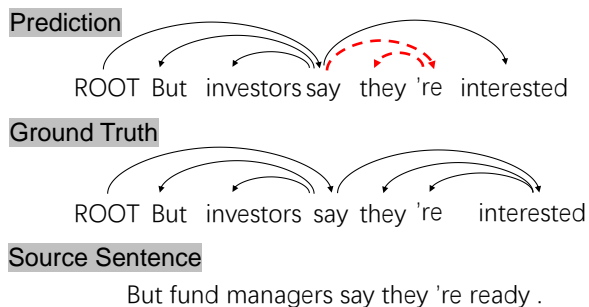 Prediction
ROOT But investors say they 're interested
Ground Truth
ROOT But investors say they 're interested
Source Sentence
But fund managers say they 're ready .